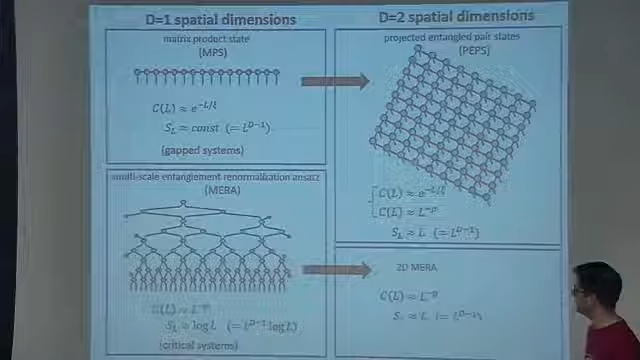 D=1 spatial dimensions
matrix product state
(MPS)
C(L) ≈ e^{-L/ξ}
S_L ≈ const (= L^{D-1})
(gapped systems)
multi-scale entanglement renormalisation ansatz
(MERA)
C(L) ≈ L^{-p}
S_L ≈ log L (= L^{D-1} log L)
(critical systems)
D=2 spatial dimensions
projected entangled pair states
(PEPS)
C(L) ≈ e^{-L/ξ}
C(L) ≈ L^{-p}
S_L ≈ L (= L^{D-1})
2D MERA
C(L) ≈ L^{-p}
S_L ≈ L (= L^{D-1})